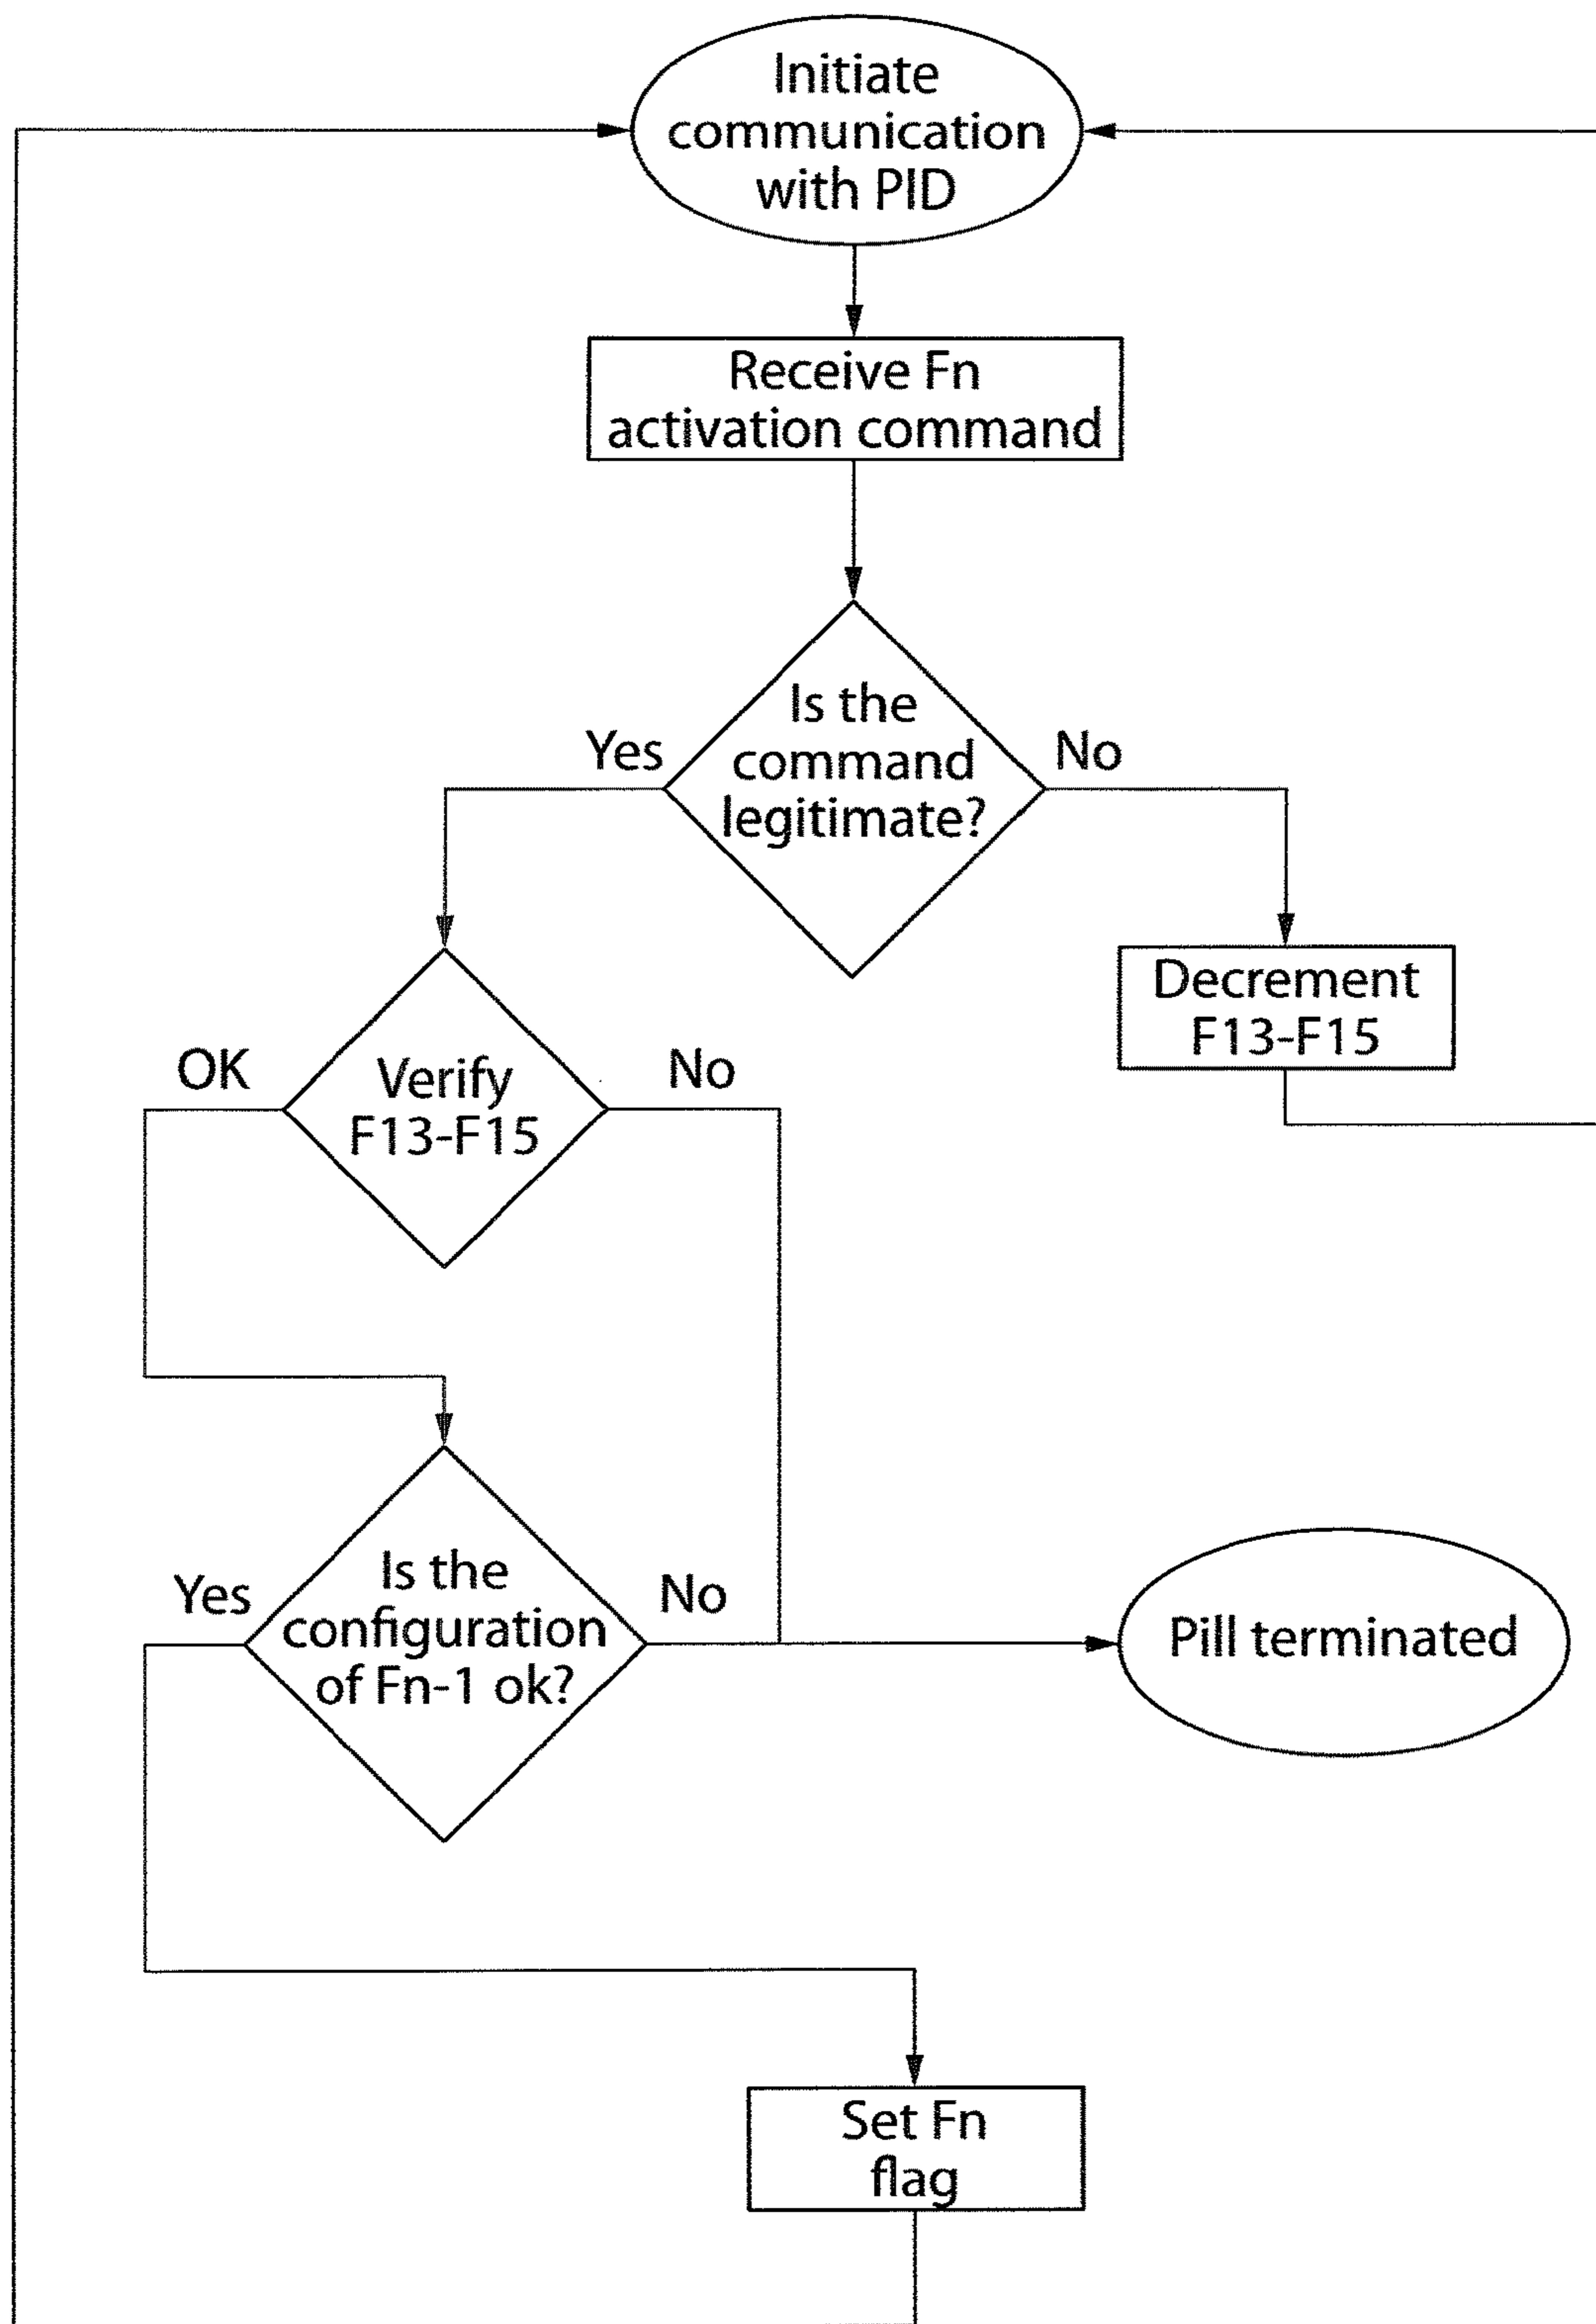 Initiate
communication
with PID
Receive Fn
activation command
Is the
command
legitimate?
Yes
No
Decrement
F13-F15
Verify
F13-F15
OK
No
Is the
configuration
of Fn-1 ok?
Yes
No
Pill terminated
Set Fn
flag